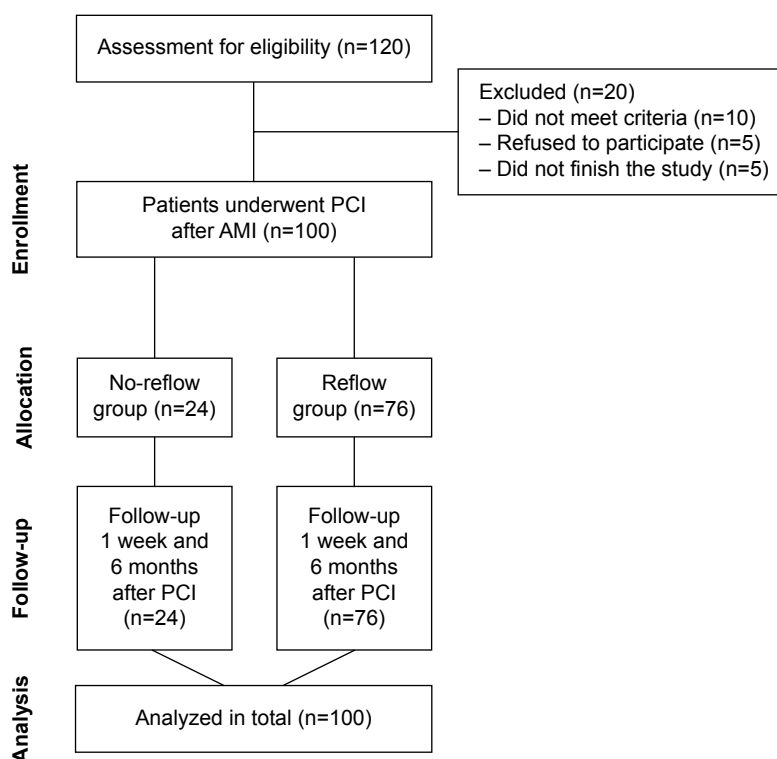 Assessment for eligibility (n=120)
Excluded (n=20)
– Did not meet criteria (n=10)
– Refused to participate (n=5)
– Did not finish the study (n=5)
Enrollment
Patients underwent PCI
after AMI (n=100)
Allocation
No-reflow
group (n=24)
Reflow
group (n=76)
Follow-up
Follow-up
1 week and
6 months
after PCI
(n=24)
Follow-up
1 week and
6 months
after PCI
(n=76)
Analysis
Analyzed in total (n=100)